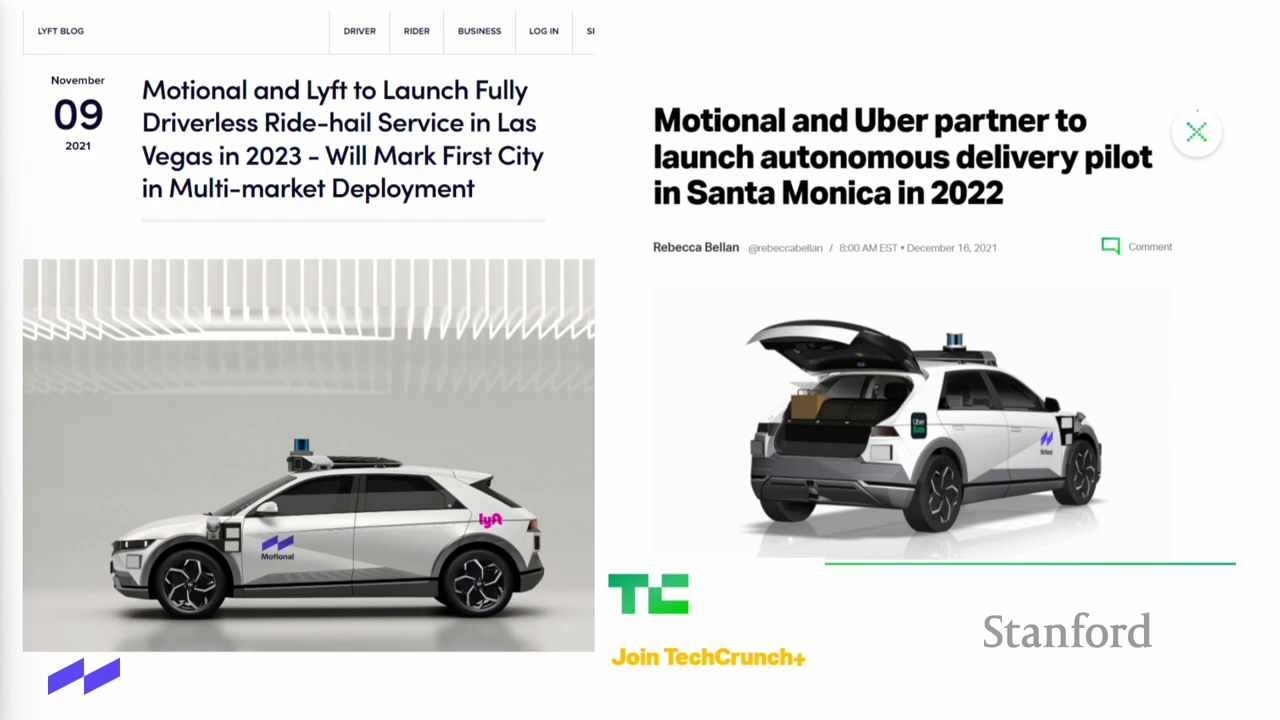 LYFT BLOG
DRIVER
RIDER
BUSINESS
LOG IN
November
09
2021
Motional and Lyft to Launch Fully
Driverless Ride-hail Service in Las
Vegas in 2023 - Will Mark First City
in Multi-market Deployment
lyft
Motional
Motional and Uber partner to
launch autonomous delivery pilot
in Santa Monica in 2022
Rebecca Bellan @rebeccabellan / 8:00 AM EST • December 16, 2021
Comment
Uber
Eats
Motional
TC
Join TechCrunch+
Stanford